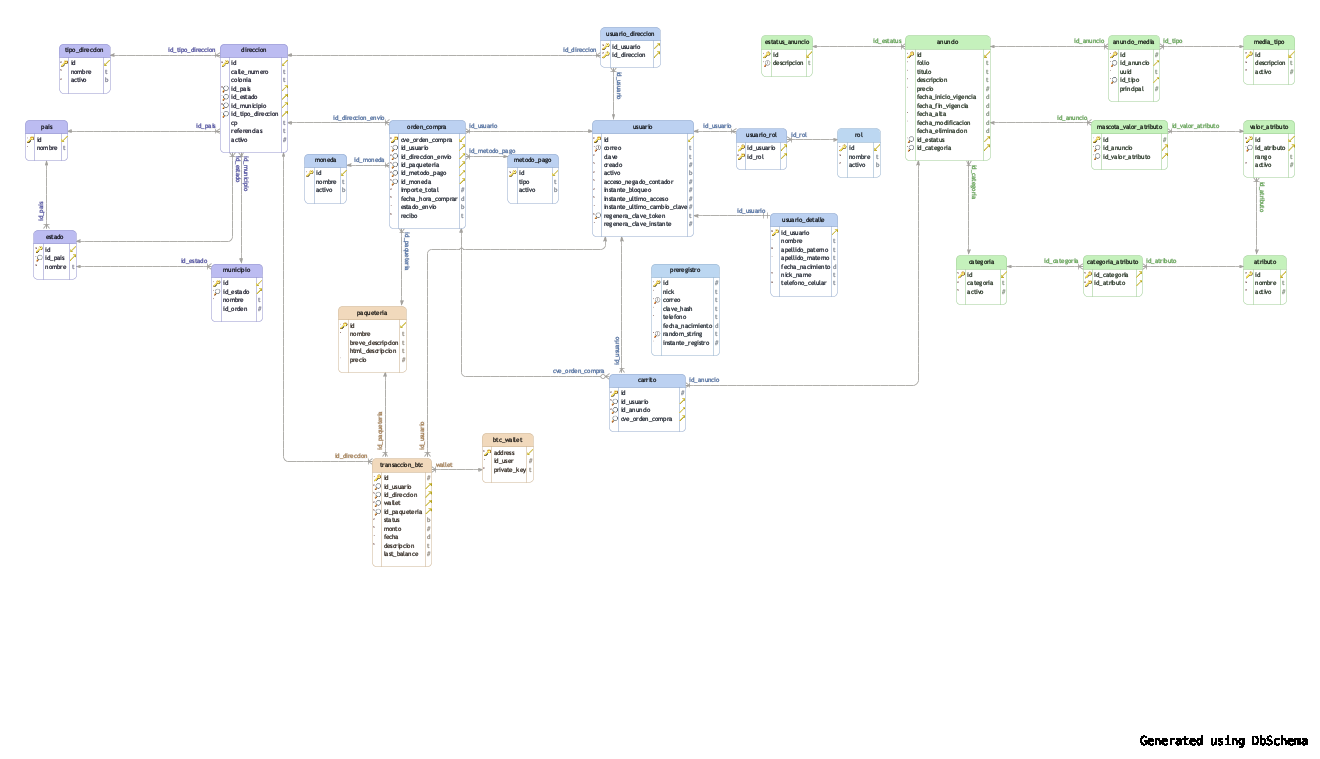 usuario_direccion
id_usuario
id_direccion
tipo_direccion
id
nombre t
activo b
id_tipo_direccion
direccion
id
calle_numero t
colonia t
id_pais
id_estado
id_municipio
id_tipo_direccion
cp t
referencias t
activo #
id_direccion
id_usuario
estatus_anuncio
id
descripcion t
id_estatus
anuncio
id #
folio t
titulo t
descripcion t
precio #
fecha_inicio_vigencia d
fecha_fin_vigencia d
fecha_alta d
fecha_modificacion d
fecha_eliminacion d
id_estatus
id_categoria
id_anuncio
anuncio_media
id #
id_anuncio
uuid t
id_tipo
principal #
id_tipo
media_tipo
id
descripcion t
activo #
pais
id
nombre t
id_pais
id_estado
id_municipio
id_direccion_envio
orden_compra
cve_orden_compra
id_usuario
id_direccion_envio
id_paqueteria
id_metodo_pago
id_moneda
importe_total #
fecha_hora_comprar d
estado_envio b
recibo t
id_usuario
id_metodo_pago
metodo_pago
id
tipo t
activo b
moneda
id
nombre t
activo b
id_moneda
usuario
id
correo t
clave t
creado #
activo b
acceso_negado_contador #
instante_bloqueo #
instante_ultimo_acceso #
instante_ultimo_cambio_clave #
regenera_clave_token t
regenera_clave_instante #
id_usuario
usuario_rol
id_usuario
id_rol
id_rol
rol
id
nombre t
activo b
id_anuncio
mascota_valor_atributo
id #
id_anuncio
id_valor_atributo
id_valor_atributo
valor_atributo
id
id_atributo
rango t
activo #
id_categoria
id_atributo
id_pais
estado
id
id_pais
nombre t
id_estado
municipio
id
id_estado
nombre t
id_orden #
id_usuario
usuario_detalle
id_usuario
nombre t
apellido_paterno t
apellido_materno t
fecha_nacimiento d
nick_name t
telefono_celular t
id_paqueteria
preregistro
id #
nick t
correo t
clave_hash t
telefono t
fecha_nacimiento d
random_string t
instante_registro #
categoria
id
categoria t
activo #
id_categoria
categoria_atributo
id_categoria
id_atributo
id_atributo
atributo
id
nombre t
activo #
paqueteria
id
nombre t
breve_descripcion t
html_descripcion t
precio #
id_usuario
cve_orden_compra
carrito
id #
id_usuario
id_anuncio
cve_orden_compra
id_anuncio
id_paqueteria
id_usuario
btc_wallet
address
id_user #
private_key t
id_direccion
wallet
transaccion_btc
id #
id_usuario
id_direccion
wallet
id_paqueteria
status b
monto #
fecha d
descripcion t
last_balance #
Generated using DbSchema